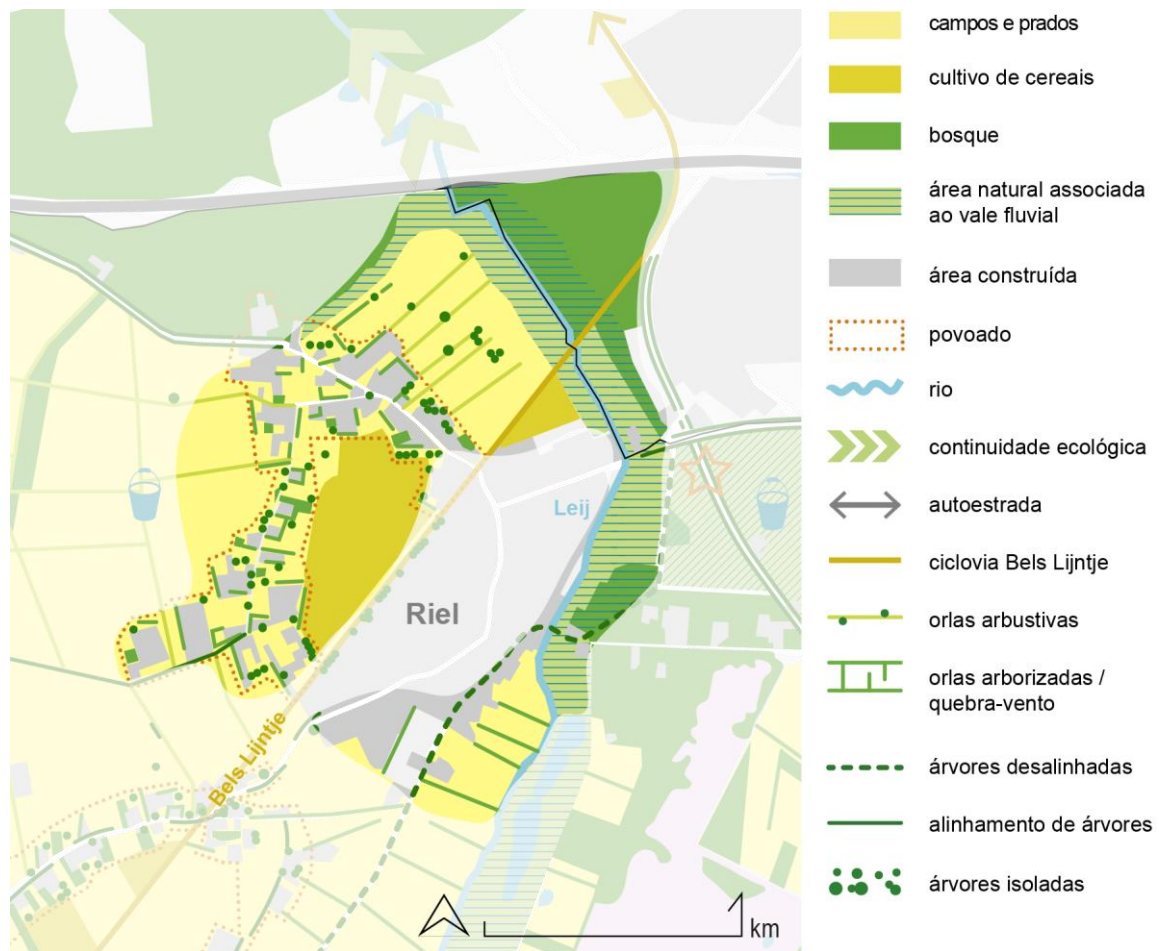 campos e prados
cultivo de cereais
bosque
área natural associada
ao vale fluvial
área construída
povoado
rio
continuidade ecológica
autoestrada
ciclovia Bels Lijntje
orlas arbustivas
orlas arborizadas /
quebra-vento
árvores desalinhadas
alinhamento de árvores
árvores isoladas
Leij
Riel
Bels Lijntje
km